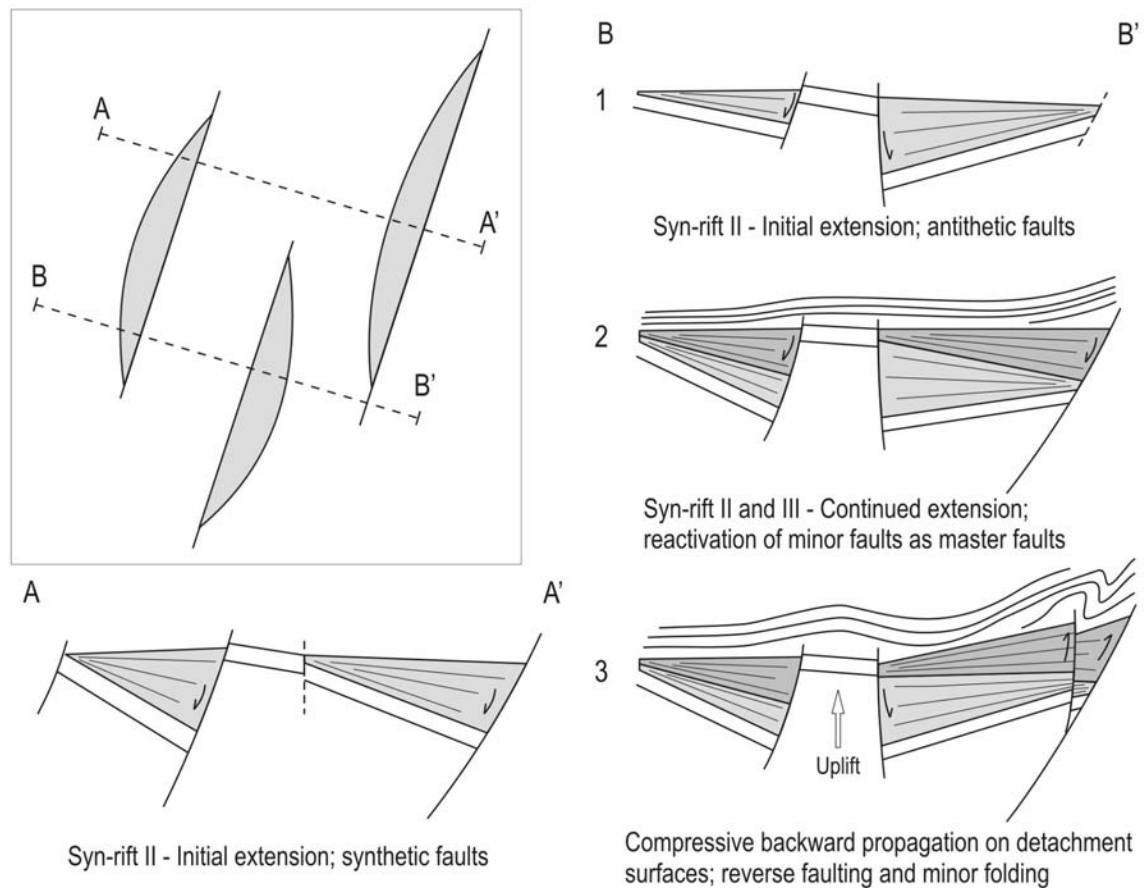 A
A'
B
B'
A
A'
Syn-rift II - Initial extension; synthetic faults
B
B'
1
Syn-rift II - Initial extension; antithetic faults
2
Syn-rift II and III - Continued extension;
reactivation of minor faults as master faults
3
Uplift
Compressive backward propagation on detachment
surfaces; reverse faulting and minor folding